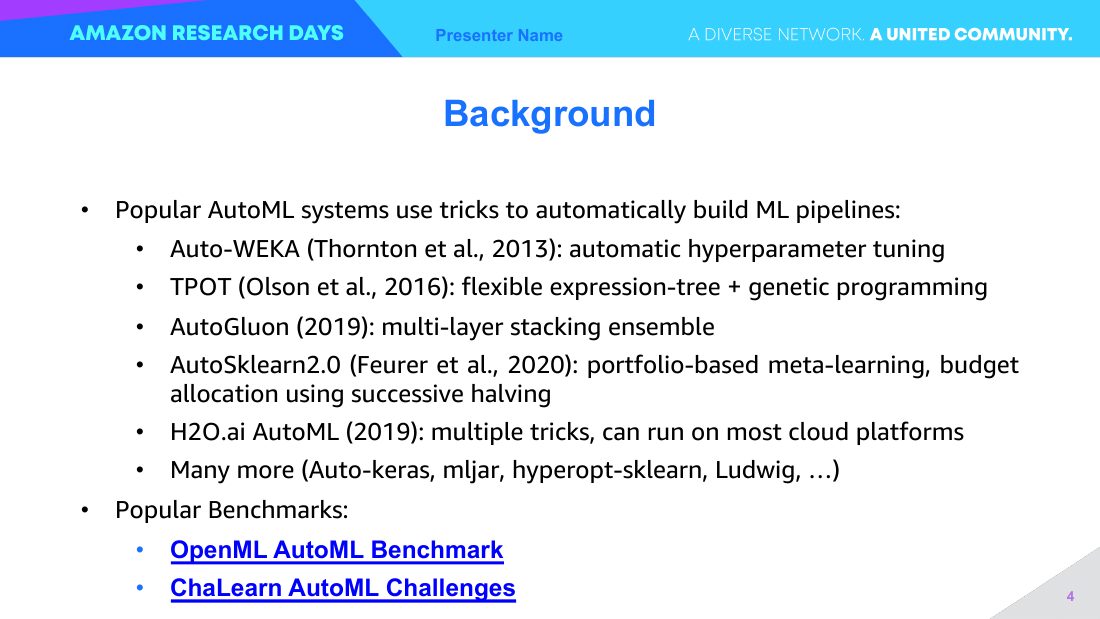 AMAZON RESEARCH DAYS
Presenter Name
A DIVERSE NETWORK. A UNITED COMMUNITY.
Background
• Popular AutoML systems use tricks to automatically build ML pipelines:
• Auto-WEKA (Thornton et al., 2013): automatic hyperparameter tuning
• TPOT (Olson et al., 2016): flexible expression-tree + genetic programming
• AutoGluon (2019): multi-layer stacking ensemble
• AutoSklearn2.0 (Feurer et al., 2020): portfolio-based meta-learning, budget
allocation using successive halving
• H2O.ai AutoML (2019): multiple tricks, can run on most cloud platforms
• Many more (Auto-keras, mljar, hyperopt-sklearn, Ludwig, …)
• Popular Benchmarks:
• OpenML AutoML Benchmark
• ChaLearn AutoML Challenges
4